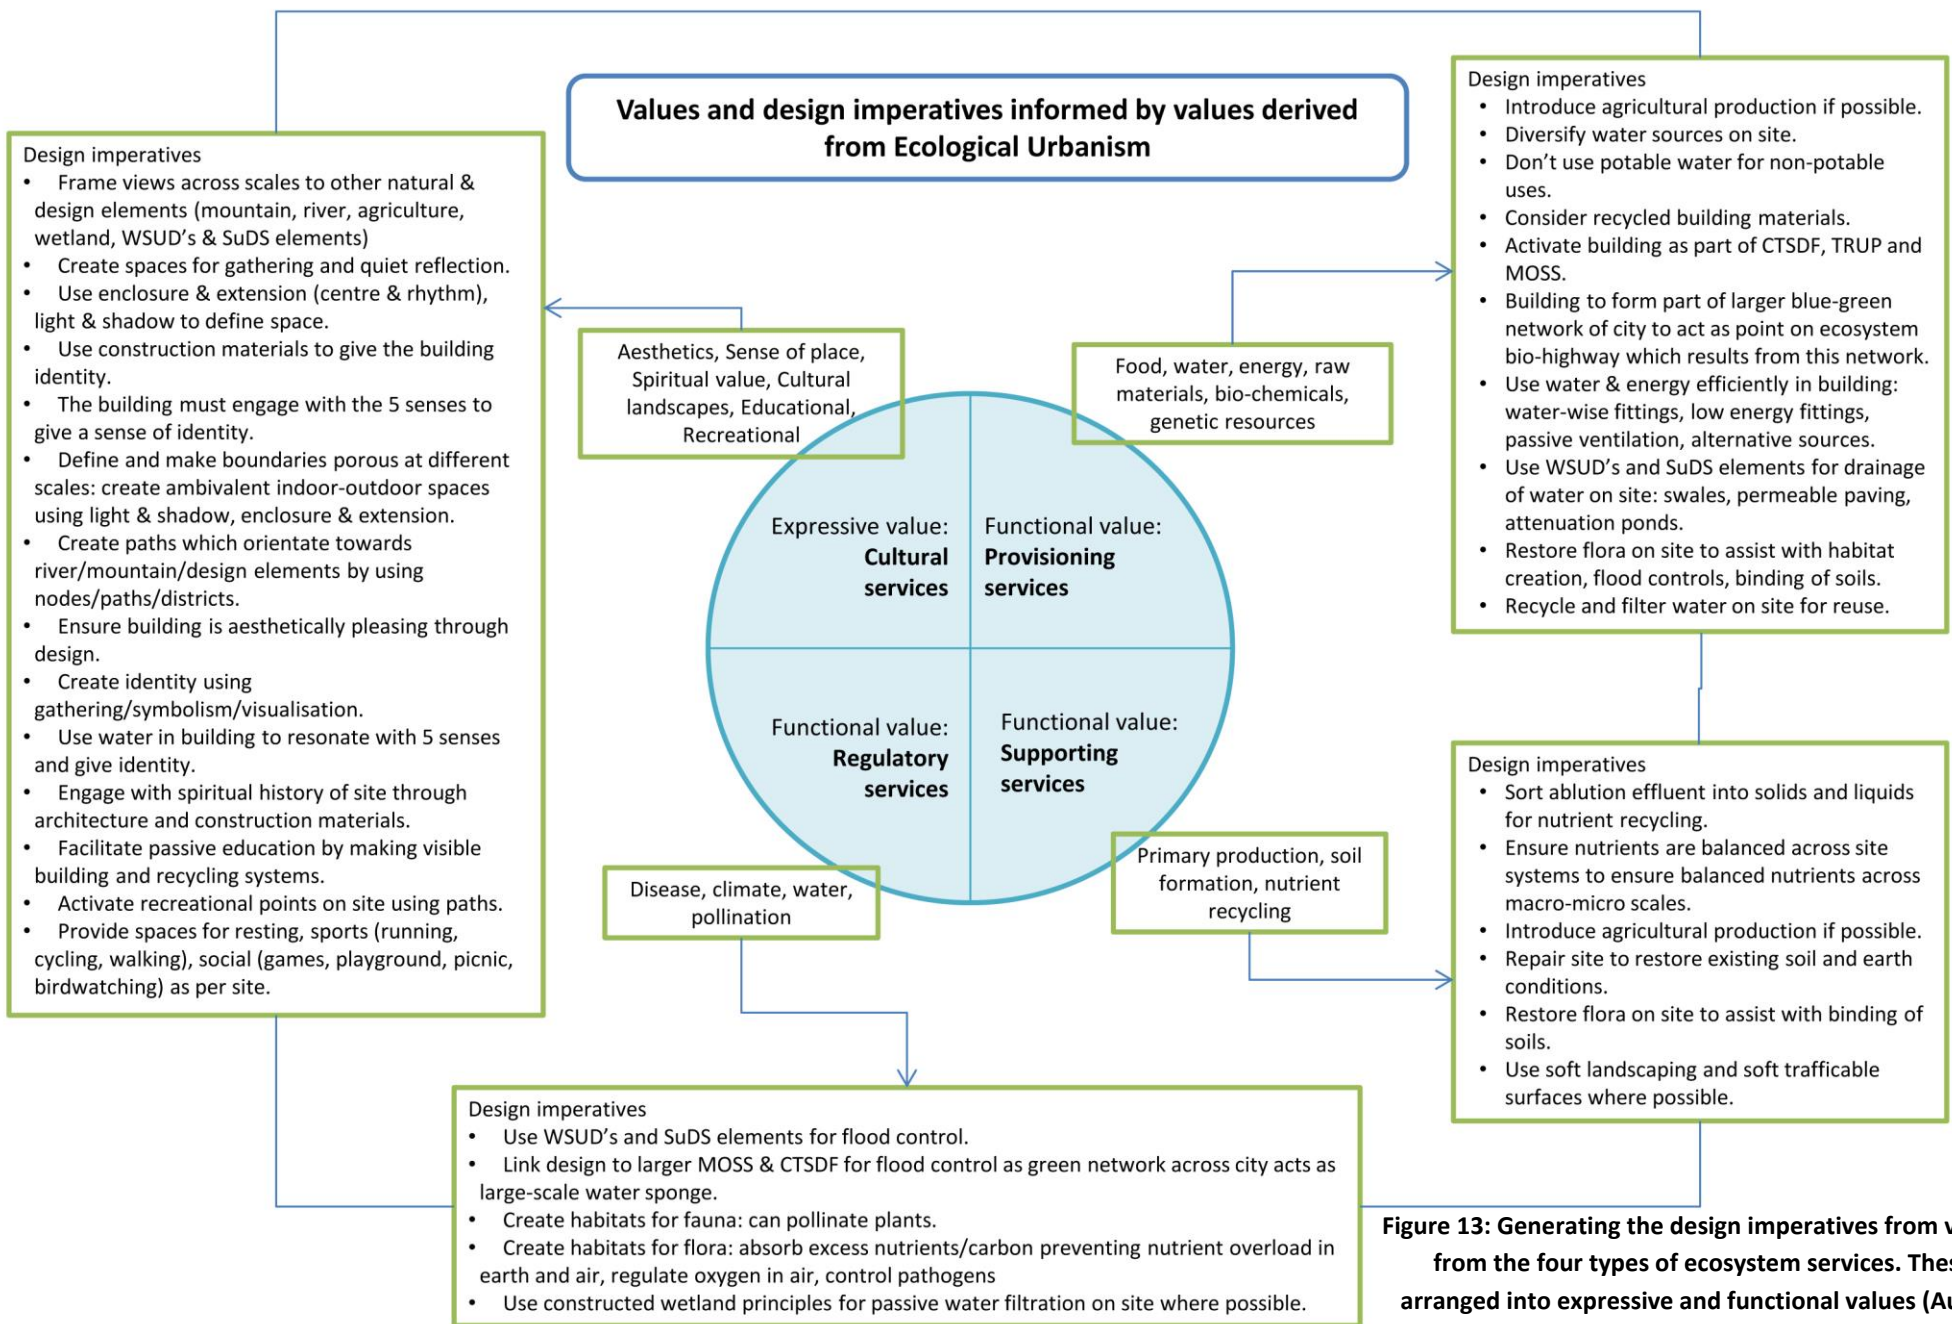 Values and design imperatives informed by values derived
from Ecological Urbanism
Design imperatives
• Frame views across scales to other natural &
design elements (mountain, river, agriculture,
wetland, WSUD's & SuDS elements)
• Create spaces for gathering and quiet reflection.
• Use enclosure & extension (centre & rhythm),
light & shadow to define space.
• Use construction materials to give the building
identity.
• The building must engage with the 5 senses to
give a sense of identity.
• Define and make boundaries porous at different
scales: create ambivalent indoor-outdoor spaces
using light & shadow, enclosure & extension.
• Create paths which orientate towards
river/mountain/design elements by using
nodes/paths/districts.
• Ensure building is aesthetically pleasing through
design.
• Create identity using
gathering/symbolism/visualisation.
• Use water in building to resonate with 5 senses
and give identity.
• Engage with spiritual history of site through
architecture and construction materials.
• Facilitate passive education by making visible
building and recycling systems.
• Activate recreational points on site using paths.
• Provide spaces for resting, sports (running,
cycling, walking), social (games, playground, picnic,
birdwatching) as per site.
Aesthetics, Sense of place,
Spiritual value, Cultural
landscapes, Educational,
Recreational
Food, water, energy, raw
materials, bio-chemicals,
genetic resources
Expressive value:
Cultural
services
Functional value:
Provisioning
services
Functional value:
Regulatory
services
Functional value:
Supporting
services
Disease, climate, water,
pollination
Primary production, soil
formation, nutrient
recycling
Design imperatives
• Introduce agricultural production if possible.
• Diversify water sources on site.
• Don't use potable water for non-potable
uses.
• Consider recycled building materials.
• Activate building as part of CTSDF, TRUP and
MOSS.
• Building to form part of larger blue-green
network of city to act as point on ecosystem
bio-highway which results from this network.
• Use water & energy efficiently in building:
water-wise fittings, low energy fittings,
passive ventilation, alternative sources.
• Use WSUD's and SuDS elements for drainage
of water on site: swales, permeable paving,
attenuation ponds.
• Restore flora on site to assist with habitat
creation, flood controls, binding of soils.
• Recycle and filter water on site for reuse.
Design imperatives
• Sort ablution effluent into solids and liquids
for nutrient recycling.
• Ensure nutrients are balanced across site
systems to ensure balanced nutrients across
macro-micro scales.
• Introduce agricultural production if possible.
• Repair site to restore existing soil and earth
conditions.
• Restore flora on site to assist with binding of
soils.
• Use soft landscaping and soft trafficable
surfaces where possible.
Design imperatives
• Use WSUD's and SuDS elements for flood control.
• Link design to larger MOSS & CTSDF for flood control as green network across city acts as
large-scale water sponge.
• Create habitats for fauna: can pollinate plants.
• Create habitats for flora: absorb excess nutrients/carbon preventing nutrient overload in
earth and air, regulate oxygen in air, control pathogens
• Use constructed wetland principles for passive water filtration on site where possible.
Figure 13: Generating the design imperatives from
from the four types of ecosystem services.
arranged into expressive and functional values